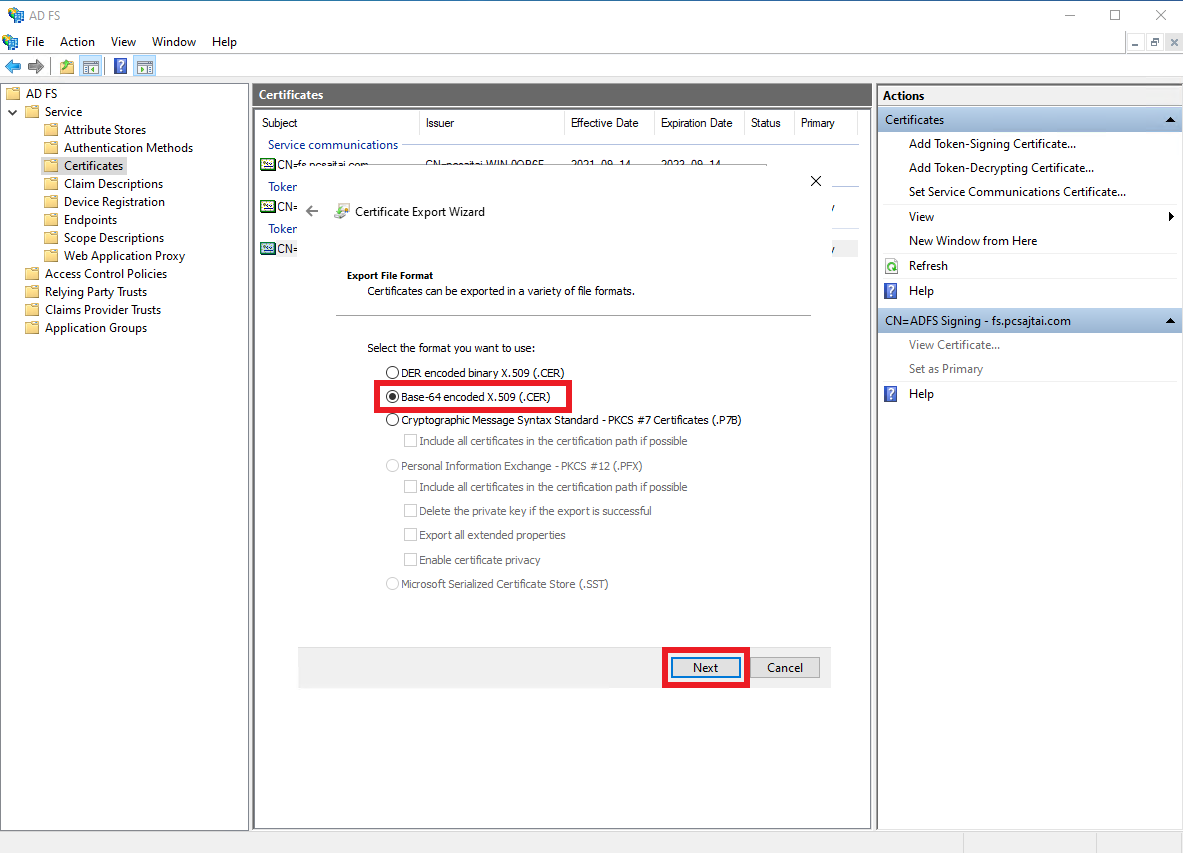 AD FS
File Action View Window Help
AD FS
Service
Attribute Stores
Authentication Methods
Certificates
Claim Descriptions
Device Registration
Endpoints
Scope Descriptions
Web Application Proxy
Access Control Policies
Relying Party Trusts
Claims Provider Trusts
Application Groups
Certificates
Subject Issuer Effective Date Expiration Date Status Primary
Service communications
CN=fs.pcsajtai.com CN=pcsajtai-WIN-0OP65
Token
CN=
Token
CN=
Certificate Export Wizard
Export File Format
Certificates can be exported in a variety of file formats.
Select the format you want to use:
DER encoded binary X.509 (.CER)
Base-64 encoded X.509 (.CER)
Cryptographic Message Syntax Standard - PKCS #7 Certificates (.P7B)
Include all certificates in the certification path if possible
Personal Information Exchange - PKCS #12 (.PFX)
Include all certificates in the certification path if possible
Delete the private key if the export is successful
Export all extended properties
Enable certificate privacy
Microsoft Serialized Certificate Store (.SST)
Next Cancel
Actions
Certificates
Add Token-Signing Certificate...
Add Token-Decrypting Certificate...
Set Service Communications Certificate...
View
New Window from Here
Refresh
Help
CN=ADFS Signing - fs.pcsajtai.com
View Certificate...
Set as Primary
Help